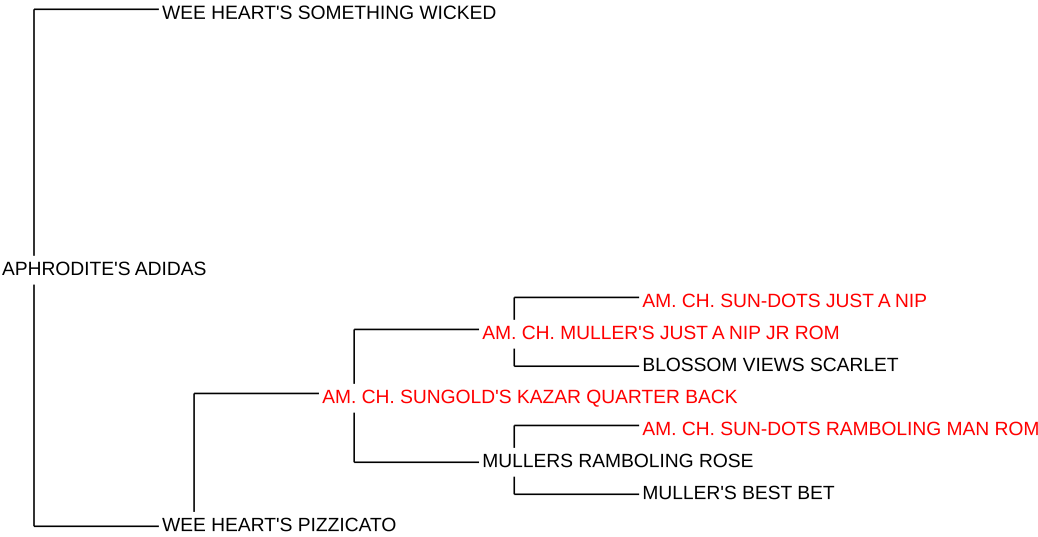 WEE HEART'S SOMETHING WICKED
APHRODITE'S ADIDAS
AM. CH. SUN-DOTS JUST A NIP
AM. CH. MULLER'S JUST A NIP JR ROM
BLOSSOM VIEWS SCARLET
AM. CH. SUNGOLD'S KAZAR QUARTER BACK
AM. CH. SUN-DOTS RAMBOLING MAN ROM
MULLERS RAMBOLING ROSE
MULLER'S BEST BET
WEE HEART'S PIZZICATO